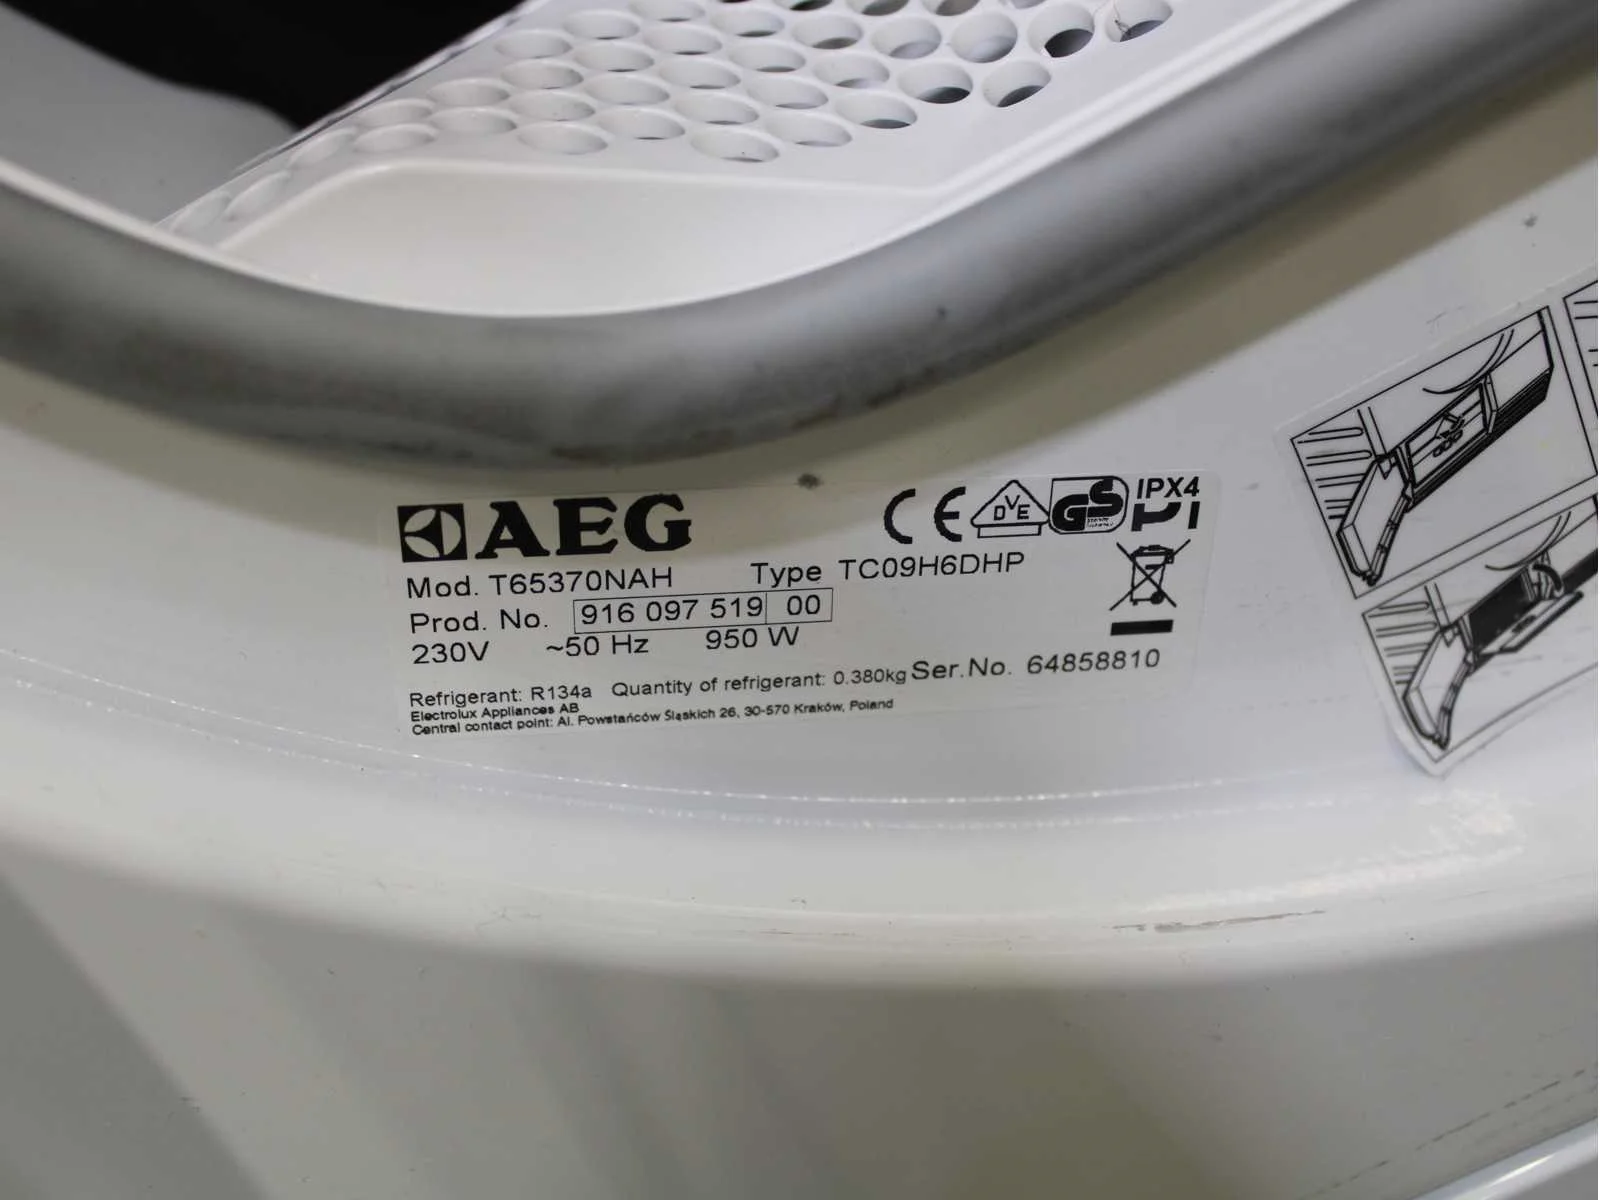 AEG
CE DVE GS IPX4
Mod. T65370NAH Type TC09H6DHP
Prod. No. 916 097 519 00
230V ~50 Hz 950 W
Refrigerant: R134a Quantity of refrigerant: 0.380kg Ser.No. 64858810
Electrolux Appliances AB
Central contact point: Al. Powstańców Śląskich 26, 30-570 Kraków, Poland